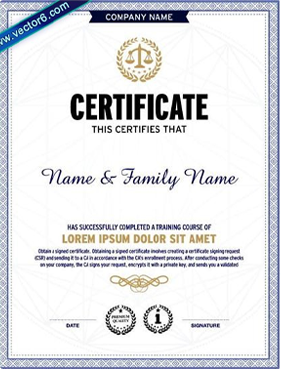 www.vector6.com
COMPANY NAME
CERTIFICATE
THIS CERTIFIES THAT
Name & Family Name
HAS SUCCESSFULLY COMPLETED A TRAINING COURSE OF
LOREM IPSUM DOLOR SIT AMET
Obtain a signed certificate. Obtaining a signed certificate involves creating a certificate signing request
(CSR) and sending it to a CA in accordance with the CA's enrollment process. After conducting some checks
on your company, the CA signs your request, encrypts it with a private key, and sends you a validated
PREMIUM
QUALITY
1
DATE
SIGNATURE